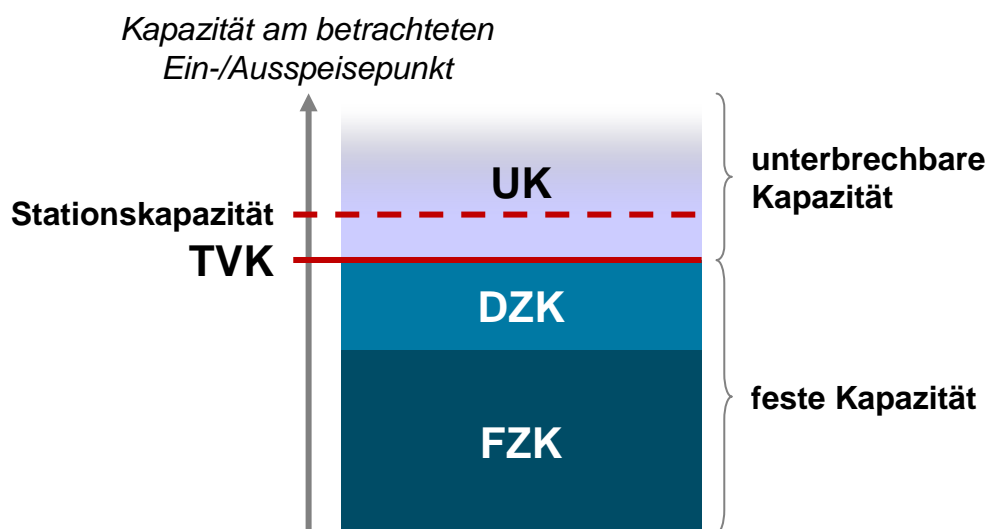 Kapazität am betrachteten
Ein-/Ausspeisepunkt
UK
unterbrechbare
Kapazität
Stationskapazität
TVK
DZK
feste Kapazität
FZK